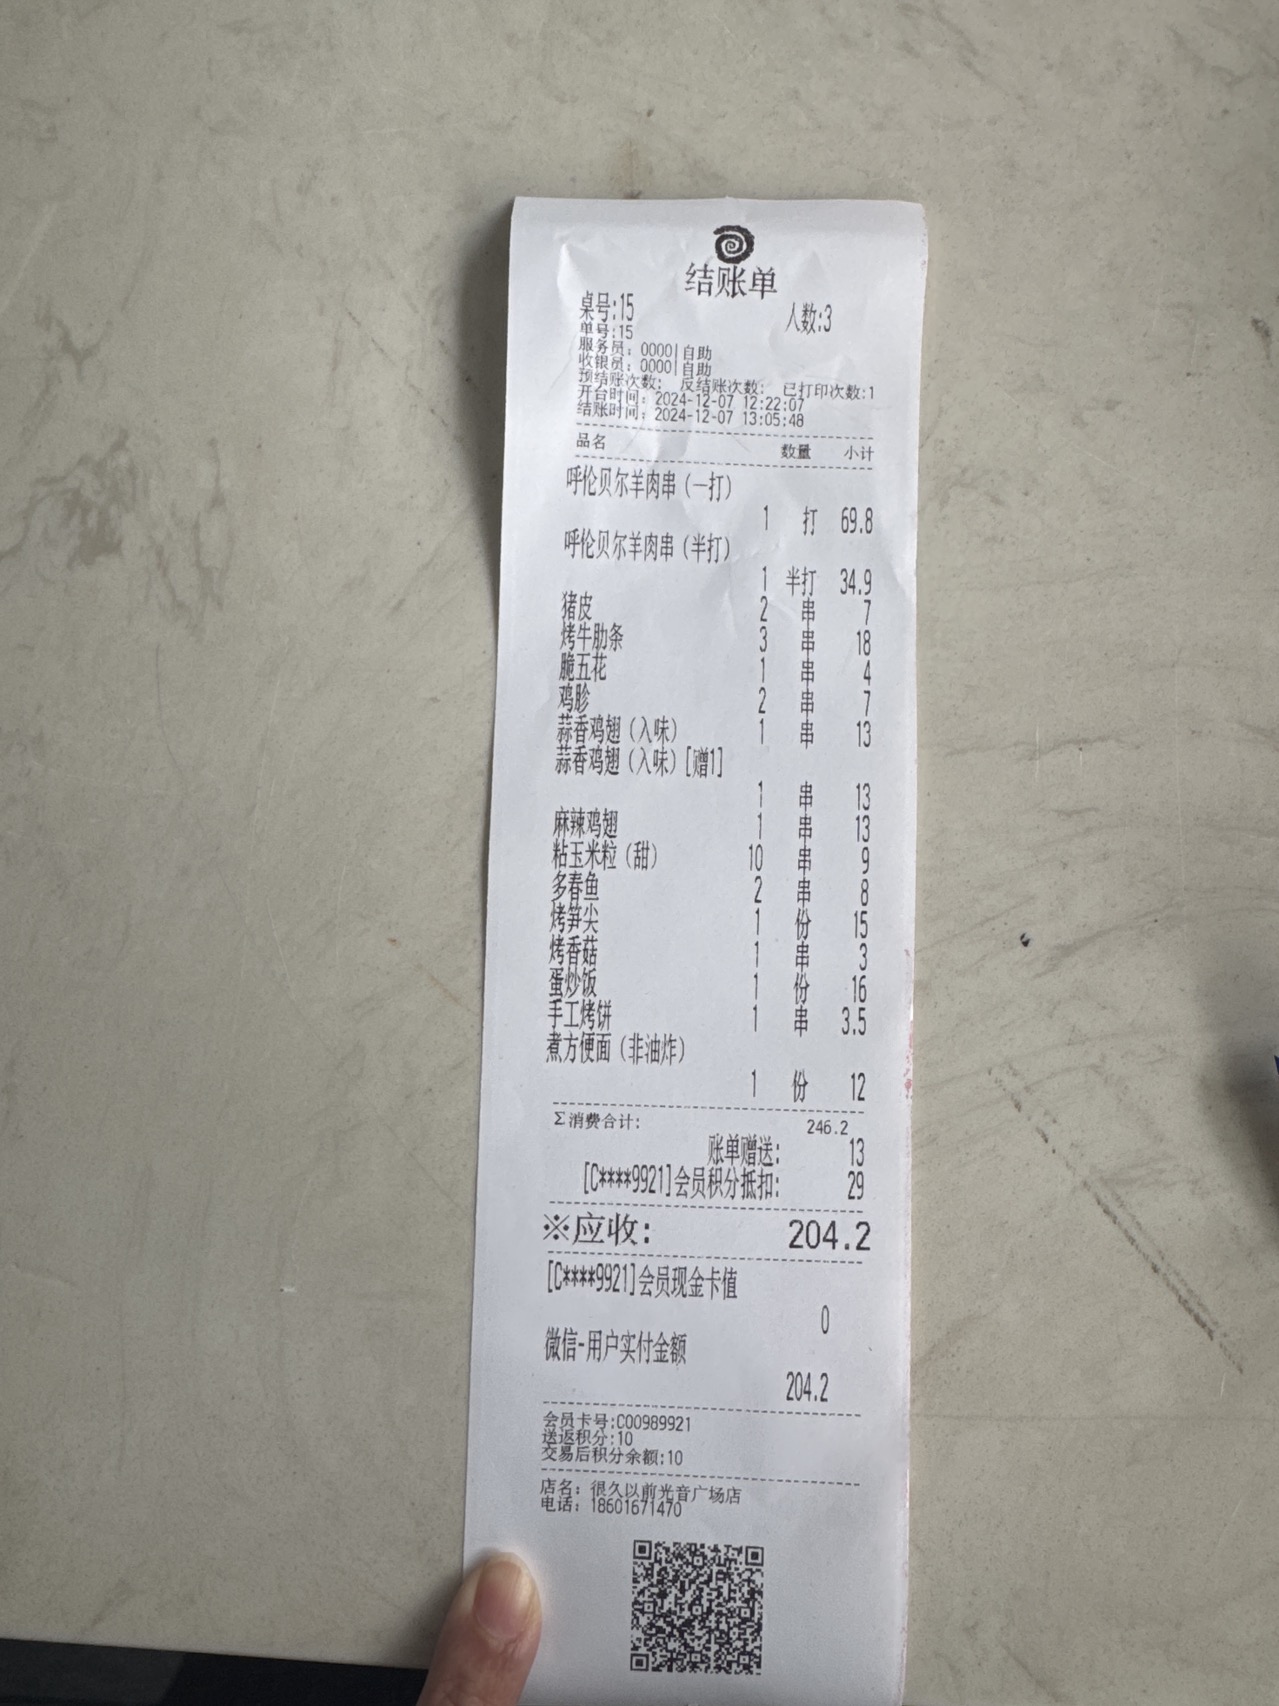 结账单
桌号:15 人数:3
单号:15
服务员: 0000|自助
收银员: 0000|自助
预结账次数: 反结账次数: 已打印次数:1
开台时间: 2024-12-07 12:22:07
结账时间: 2024-12-07 13:05:48
品名 数量 小计
呼伦贝尔羊肉串(一打)
1 打 69.8
呼伦贝尔羊肉串(半打)
1 半打 34.9
猪皮 2 串 7
烤牛肋条 3 串 18
脆五花 1 串 4
鸡胗 2 串 7
蒜香鸡翅(入味) 1 串 13
蒜香鸡翅(入味)[赠1]
1 串 13
麻辣鸡翅 1 串 13
粘玉米粒(甜) 10 串 9
多春鱼 2 串 8
烤笋尖 1 份 15
烤香菇 1 串 3
蛋炒饭 1 份 16
手工烤饼 1 串 3.5
煮方便面(非油炸)
1 份 12
Σ消费合计: 246.2
账单赠送: 13
[C****9921]会员积分抵扣: 29
※应收: 204.2
[C****9921]会员现金卡值
0
微信-用户实付金额
204.2
会员卡号:C00989921
送返积分:10
交易后积分余额:10
店名: 很久以前光音广场店
电话: 18601671470